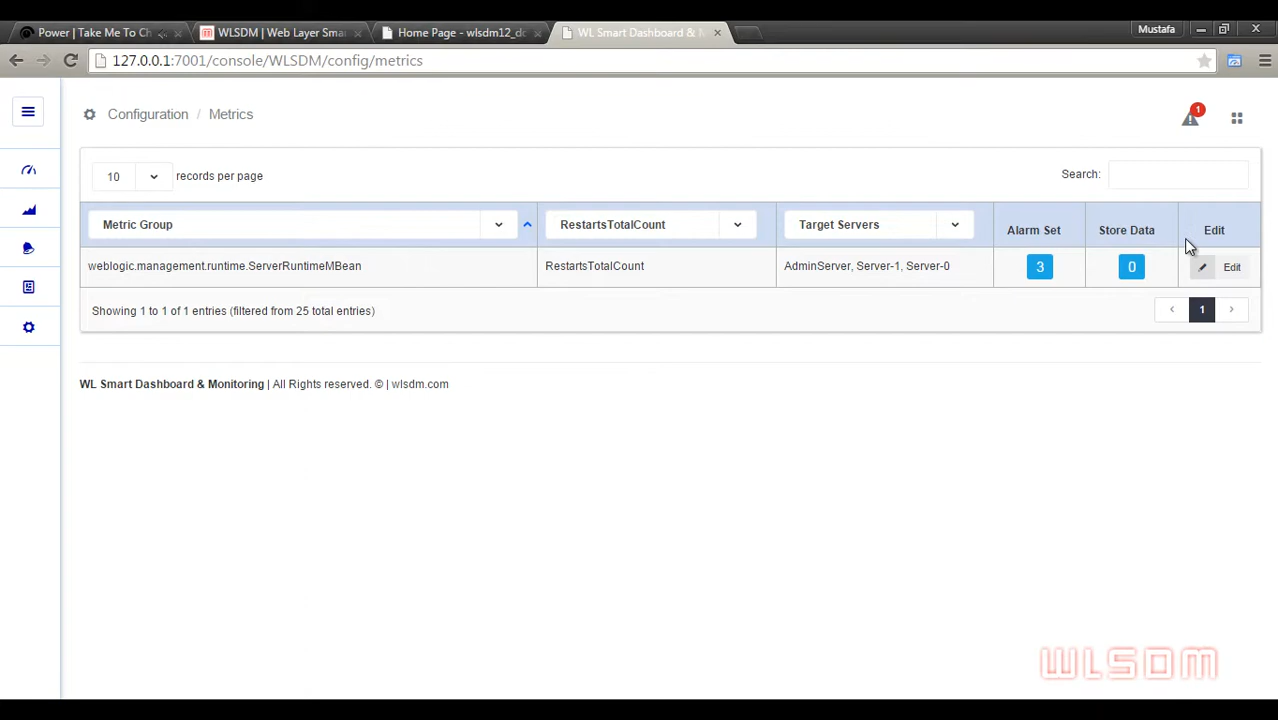 Power | Take Me To Ch
WLSDM | Web Layer Sma
Home Page - wlsdm12_do
WL Smart Dashboard & M
Mustafa
127.0.0.1:7001/console/WLSDM/config/metrics
Configuration / Metrics
1
10 records per page
Search:
Metric Group RestartsTotalCount Target Servers Alarm Set Store Data Edit
weblogic.management.runtime.ServerRuntimeMBean RestartsTotalCount AdminServer, Server-1, Server-0 3 0 Edit
Showing 1 to 1 of 1 entries (filtered from 25 total entries)
1
WL Smart Dashboard & Monitoring | All Rights reserved. © | wlsdm.com
WLSDM